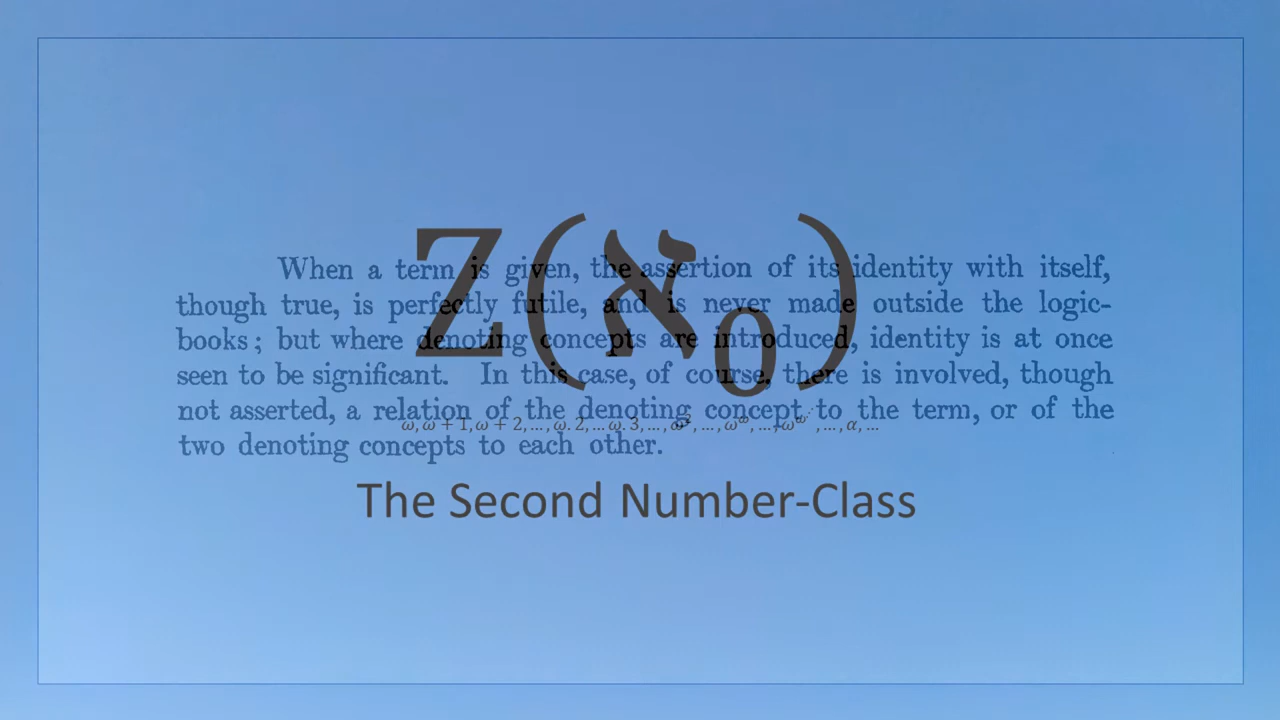 Z(ℵ0)
When a term is given, the assertion of its identity with itself,
though true, is perfectly futile, and is never made outside the logic-
books; but where denoting concepts are introduced, identity is at once
seen to be significant. In this case, of course, there is involved, though
not asserted, a relation of the denoting concept to the term, or of the
two denoting concepts to each other.
ω, ω + 1, ω + 2, … , ω. 2, … ω. 3, … , ω², … , ω^ω, … , ω^ω^⋰, … , α, …
The Second Number-Class